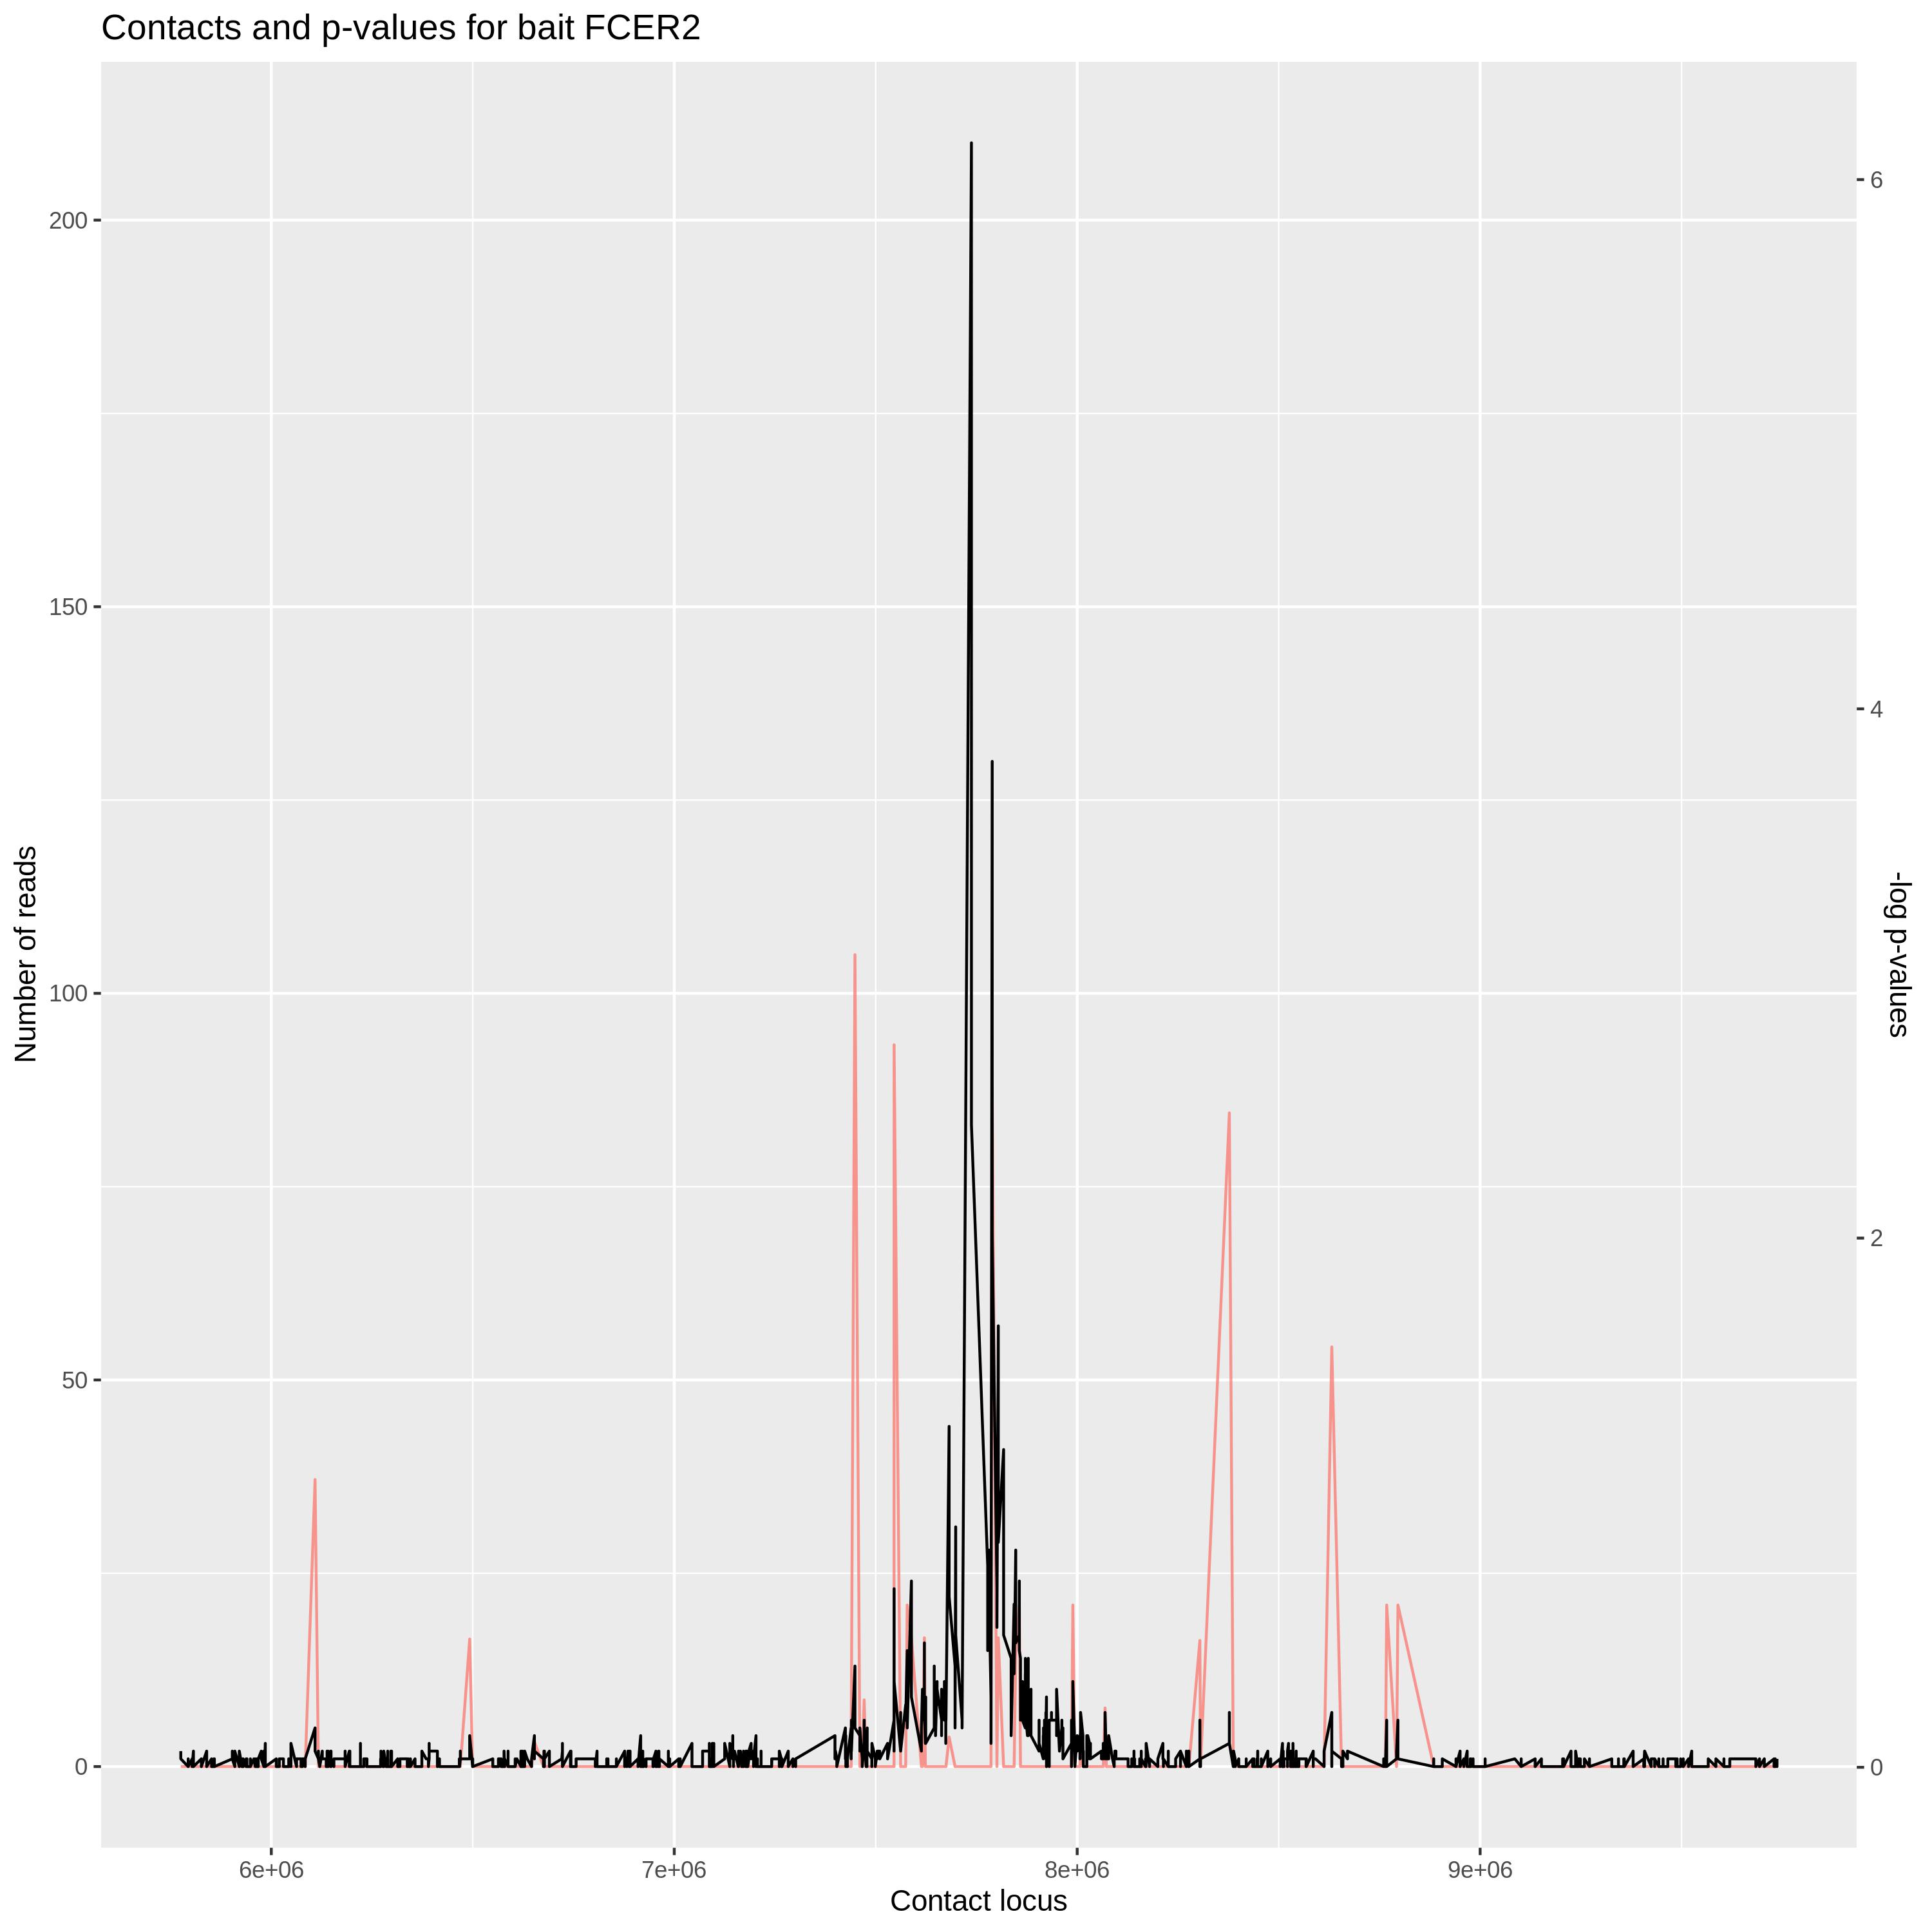 Contacts and p-values for bait FCER2
200
150
100
50
0
Number of reads
6
4
2
0
-log p-values
6e+06
7e+06
8e+06
9e+06
Contact locus